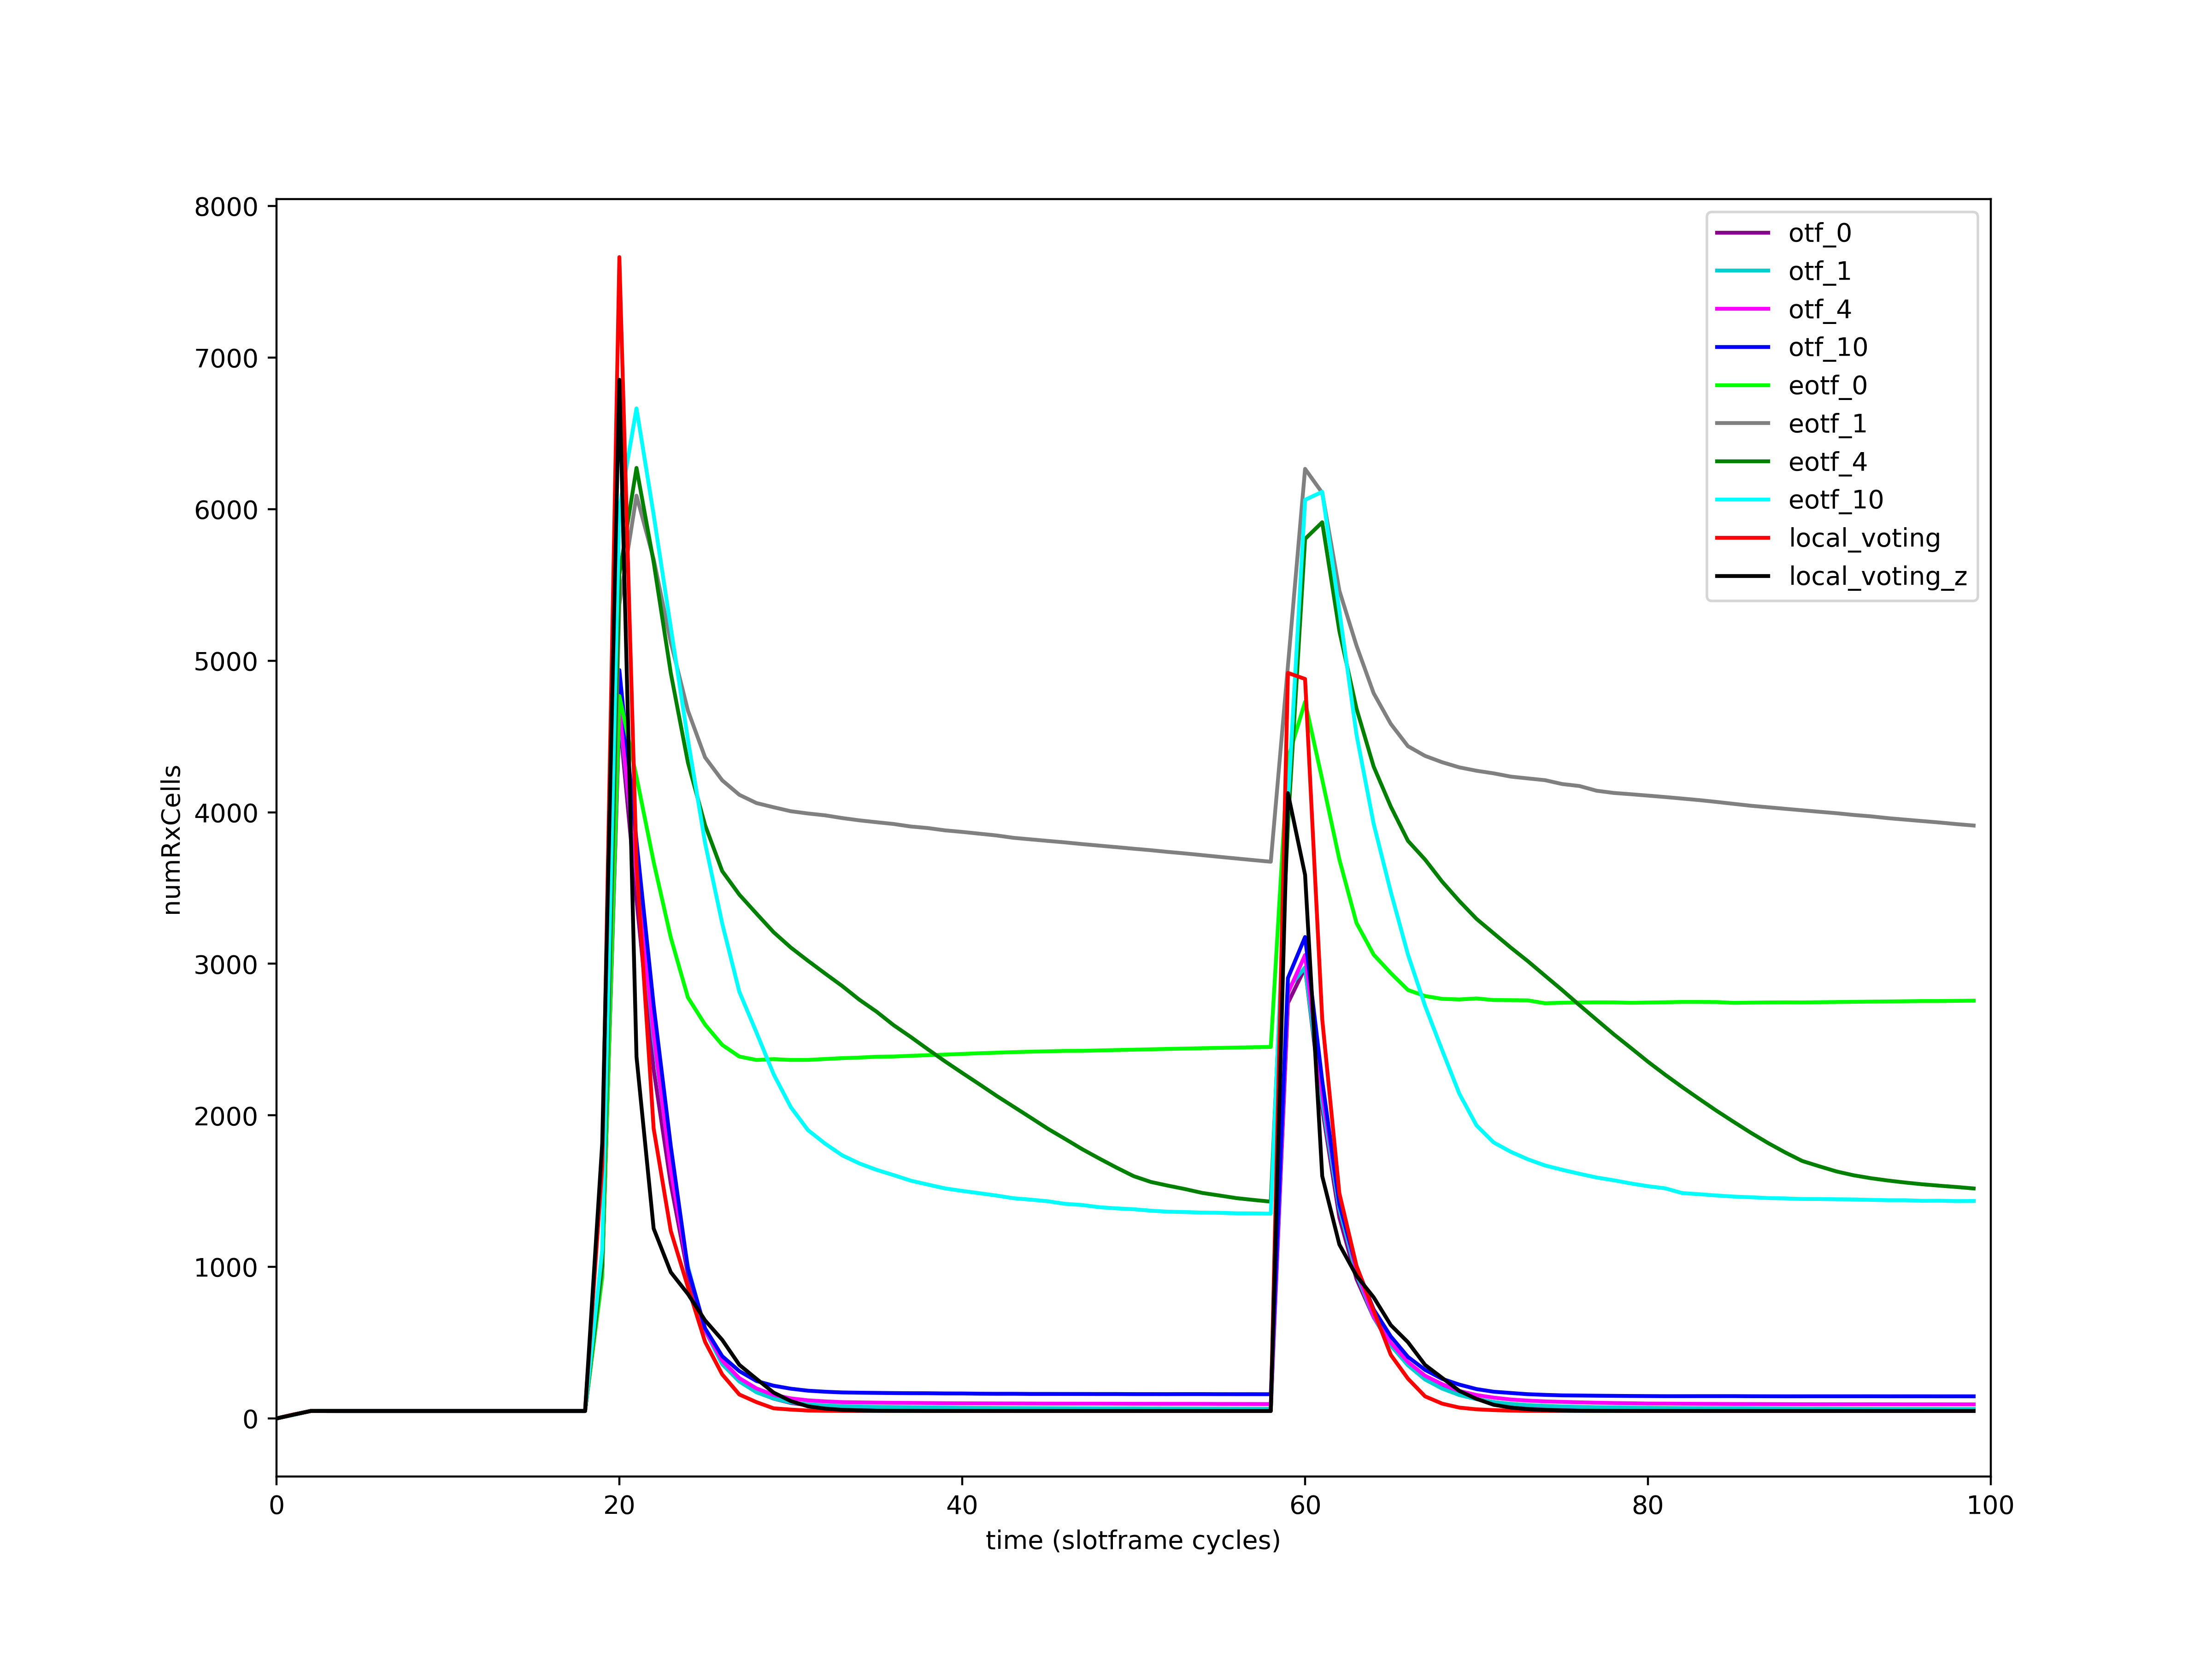 8000
7000
6000
5000
4000
3000
2000
1000
0
numRxCells
0 20 40 60 80 100
time (slotframe cycles)
otf_0
otf_1
otf_4
otf_10
eotf_0
eotf_1
eotf_4
eotf_10
local_voting
local_voting_z